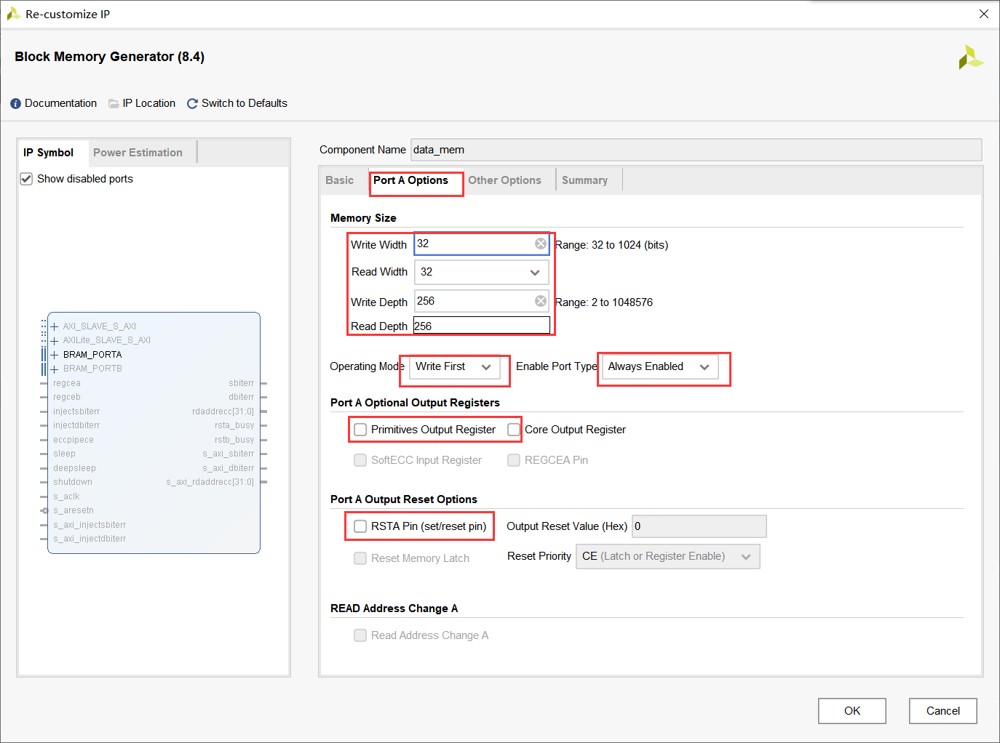 Re-customize IP
Block Memory Generator (8.4)
Documentation IP Location Switch to Defaults
IP Symbol Power Estimation
Show disabled ports
AXI_SLAVE_S_AXI
AXILite_SLAVE_S_AXI
BRAM_PORTA
BRAM_PORTB
regcea sbiterr
regceb dbiterr
injectsbiterr rdaddrecc[31:0]
injectdbiterr rsta_busy
eccpipece rstb_busy
sleep s_axi_sbiterr
deepsleep s_axi_dbiterr
shutdown s_axi_rdaddrecc[31:0]
s_aclk
s_aresetn
s_axi_injectsbiterr
s_axi_injectdbiterr
Component Name data_mem
Basic Port A Options Other Options Summary
Memory Size
Write Width 32 Range: 32 to 1024 (bits)
Read Width 32
Write Depth 256 Range: 2 to 1048576
Read Depth 256
Operating Mode Write First Enable Port Type Always Enabled
Port A Optional Output Registers
Primitives Output Register Core Output Register
SoftECC Input Register REGCEA Pin
Port A Output Reset Options
RSTA Pin (set/reset pin) Output Reset Value (Hex) 0
Reset Memory Latch Reset Priority CE (Latch or Register Enable)
READ Address Change A
Read Address Change A
OK Cancel